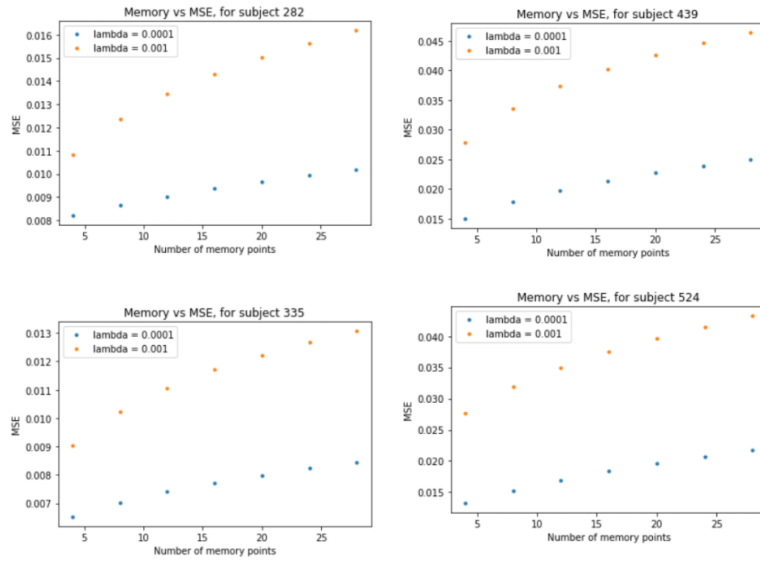 Memory vs MSE, for subject 282
lambda = 0.0001
lambda = 0.001
0.016
0.015
0.014
0.013
0.012
0.011
0.010
0.009
0.008
MSE
5 10 15 20 25
Number of memory points
Memory vs MSE, for subject 439
lambda = 0.0001
lambda = 0.001
0.045
0.040
0.035
0.030
0.025
0.020
0.015
MSE
5 10 15 20 25
Number of memory points
Memory vs MSE, for subject 335
lambda = 0.0001
lambda = 0.001
0.013
0.012
0.011
0.010
0.009
0.008
0.007
MSE
5 10 15 20 25
Number of memory points
Memory vs MSE, for subject 524
lambda = 0.0001
lambda = 0.001
0.040
0.035
0.030
0.025
0.020
0.015
MSE
5 10 15 20 25
Number of memory points